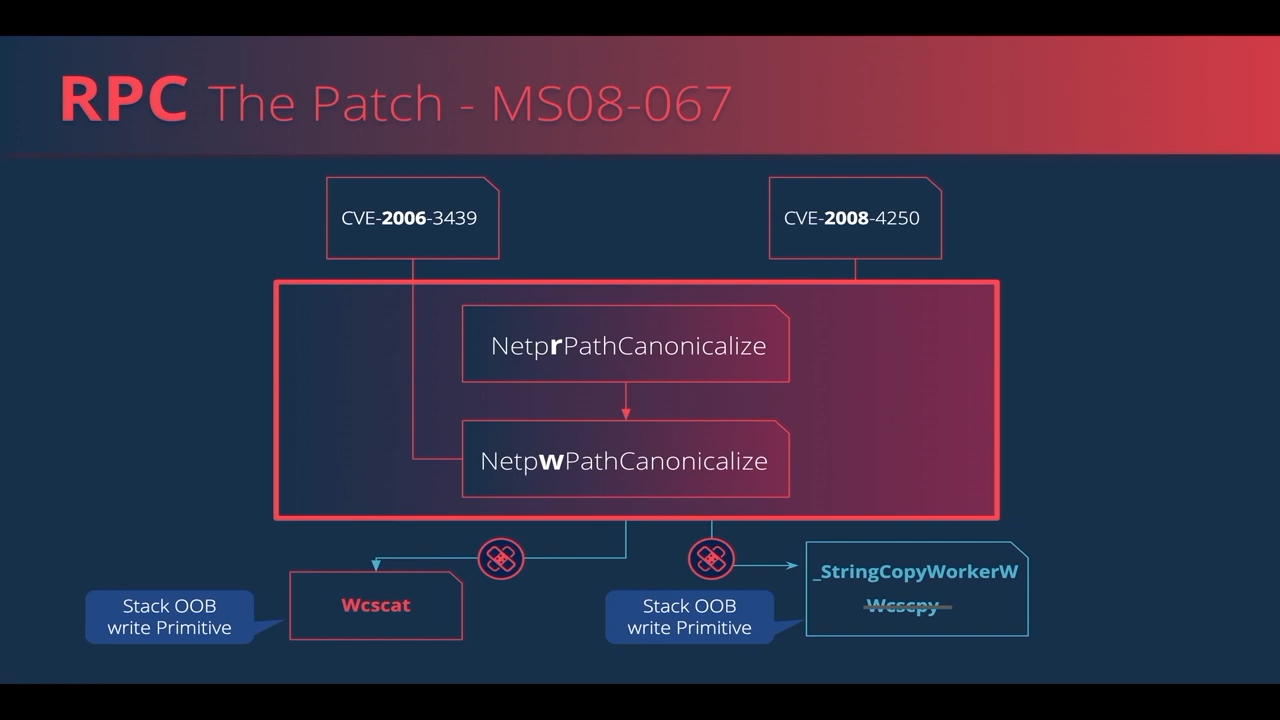 RPC The Patch - MS08-067
CVE-2006-3439
CVE-2008-4250
NetprPathCanonicalize
NetpwPathCanonicalize
Stack OOB
write Primitive
Wcscat
Stack OOB
write Primitive
_StringCopyWorkerW
Wcscpy